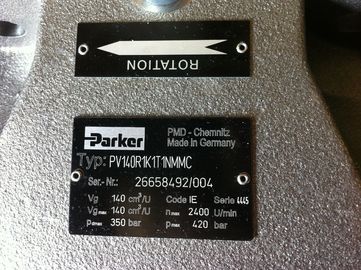 ROTATION
Parker
PMD - Chemnitz
Made in Germany
Typ: PV140R1K1T1NMMC
Ser.-Nr.: 26658492/004
Vg 140 cm³/U Code IE Serie 4445
Vg max 140 cm³/U n max 2400 U/min
p nenn 350 bar p max 420 bar